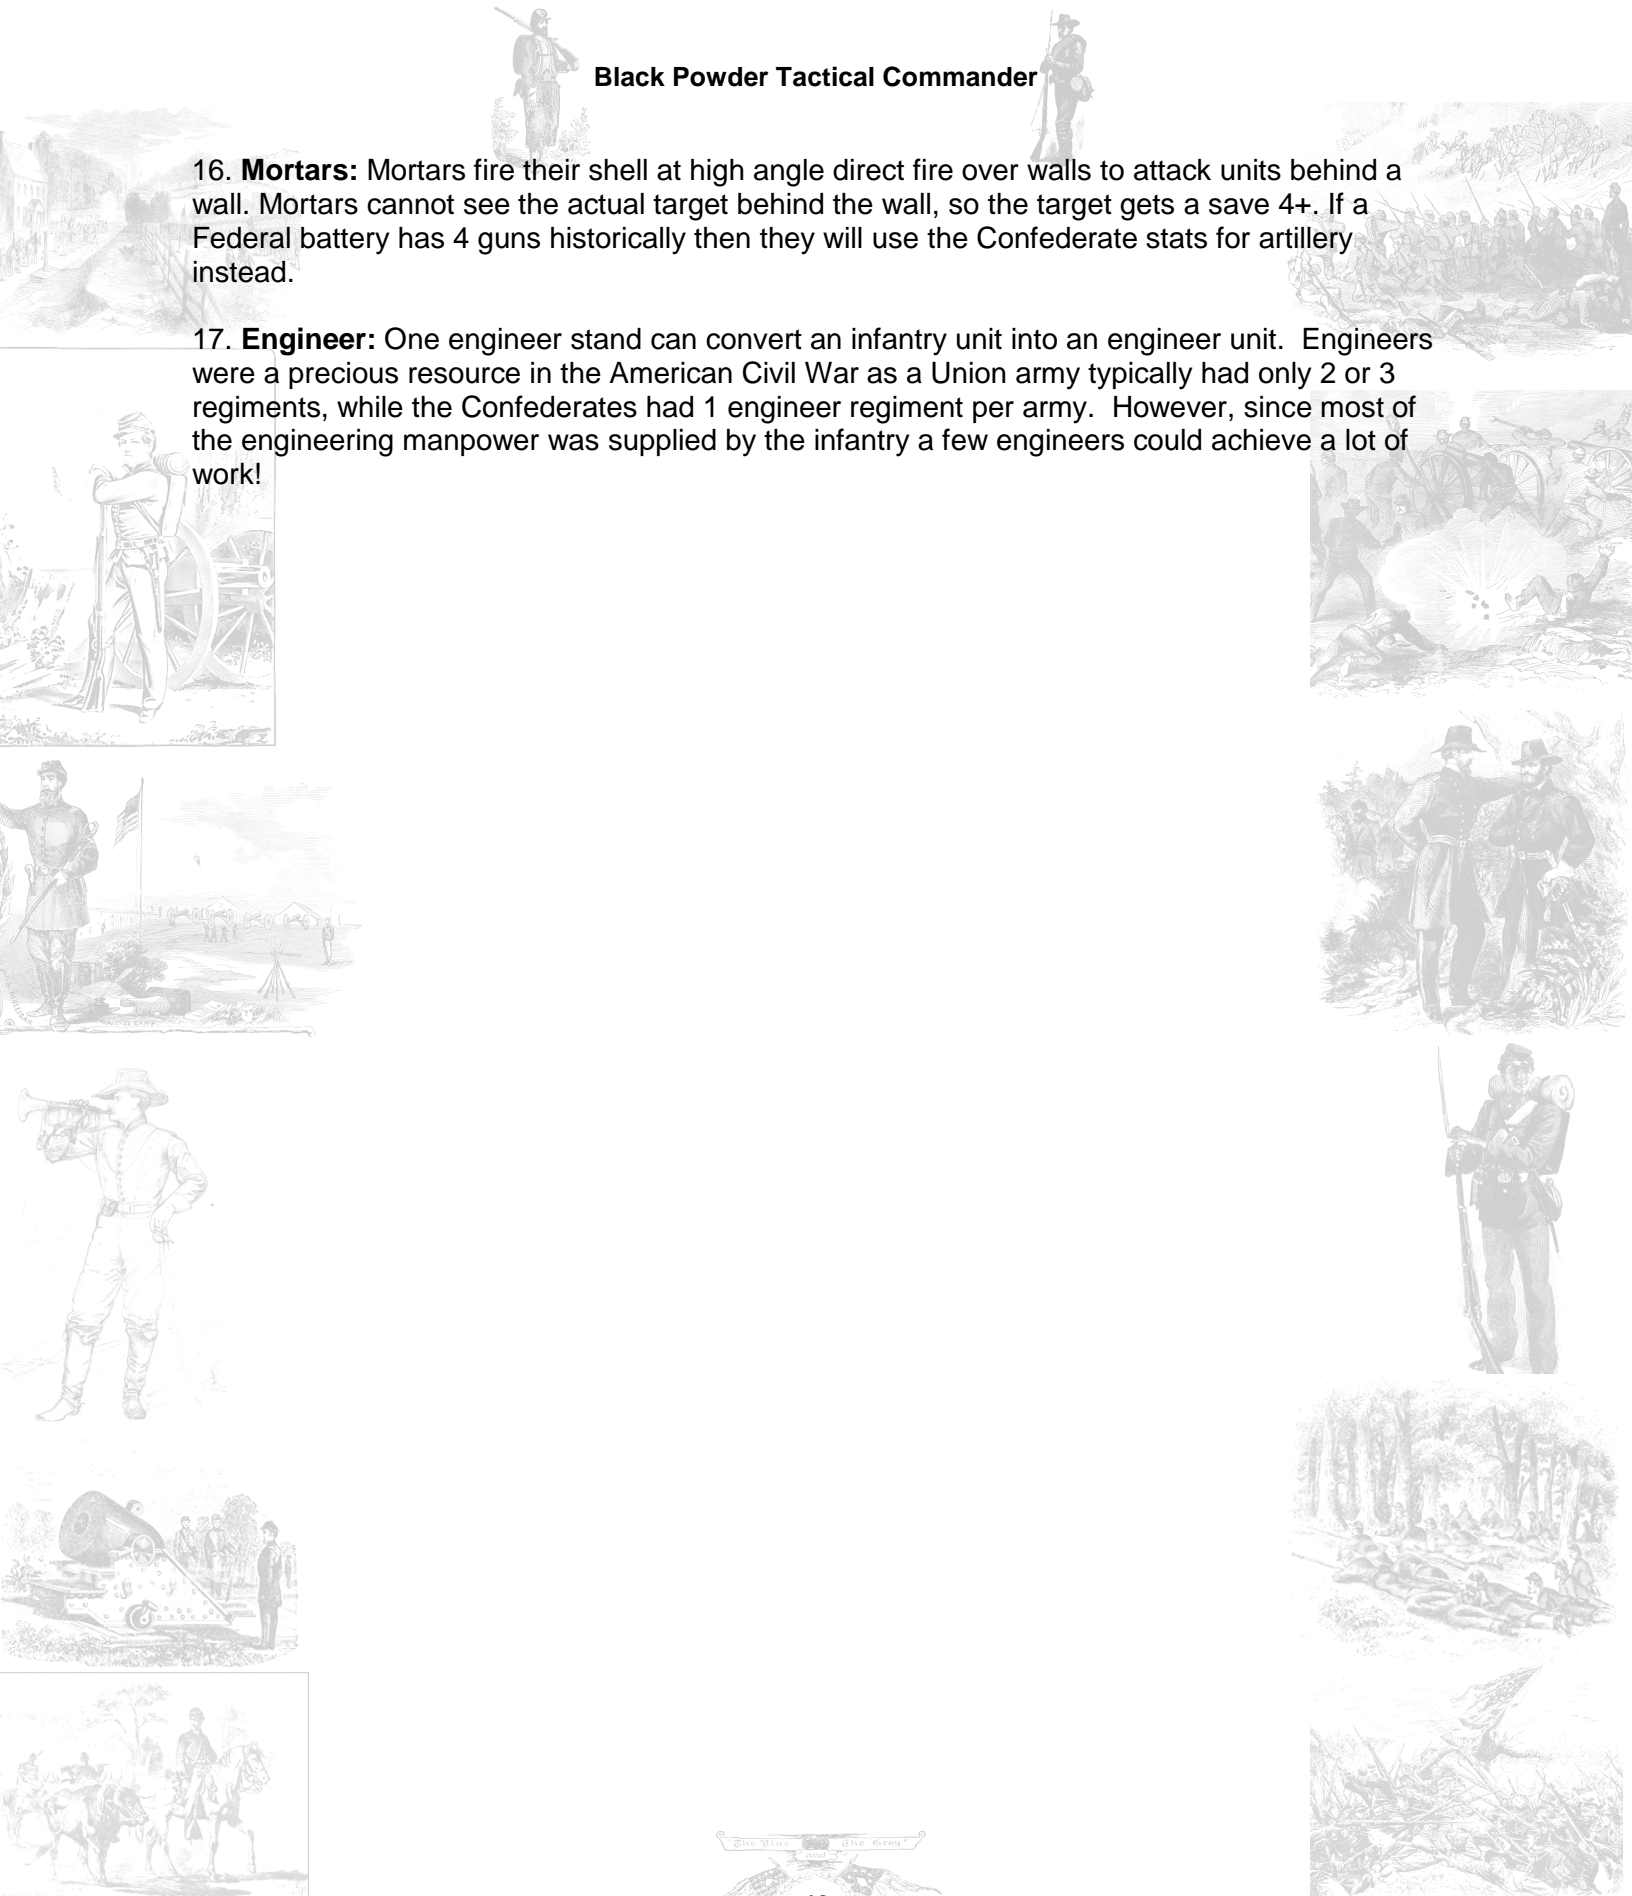 Black Powder Tactical Commander
16. Mortars: Mortars fire their shell at high angle direct fire over walls to attack units behind a
wall. Mortars cannot see the actual target behind the wall, so the target gets a save 4+. If a
Federal battery has 4 guns historically then they will use the Confederate stats for artillery
instead.
17. Engineer: One engineer stand can convert an infantry unit into an engineer unit.  Engineers
were a precious resource in the American Civil War as a Union army typically had only 2 or 3
regiments, while the Confederates had 1 engineer regiment per army.  However, since most of
the engineering manpower was supplied by the infantry a few engineers could achieve a lot of
work!
"The Blue and The Gray"